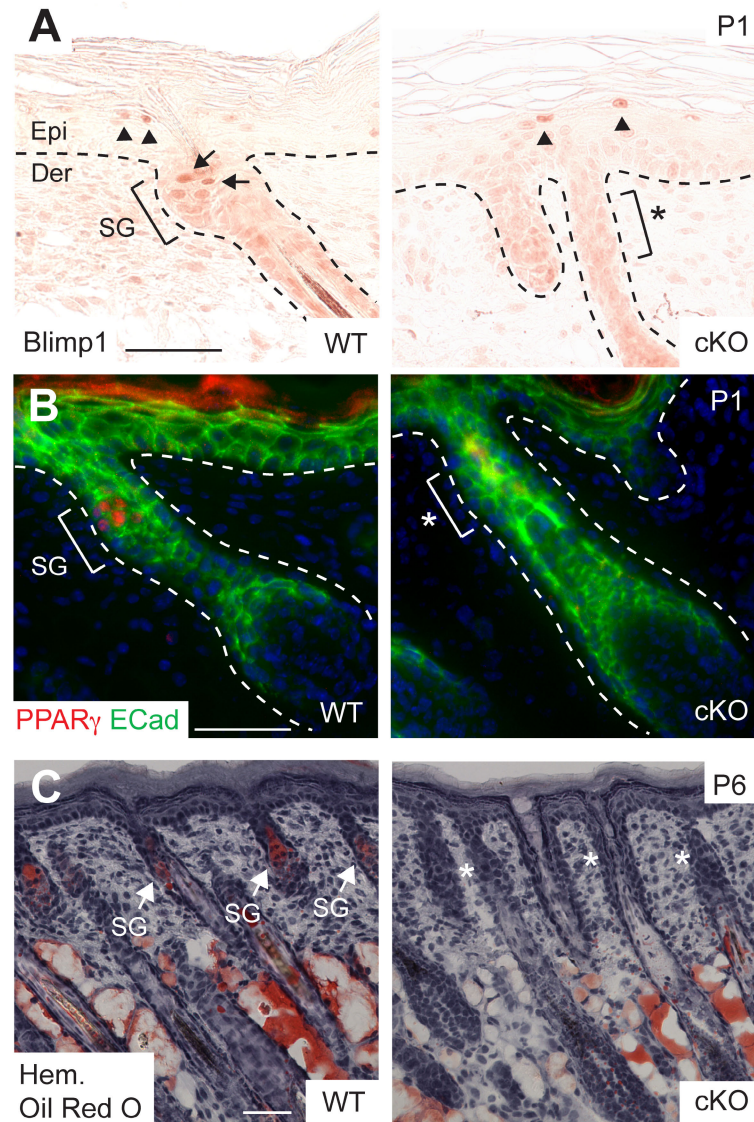 A
P1
Epi
Der
SG
*
Blimp1
WT
cKO
B
P1
SG
*
PPARγ ECad
WT
cKO
C
P6
SG
SG
SG
* * *
Hem.
Oil Red O
WT
cKO